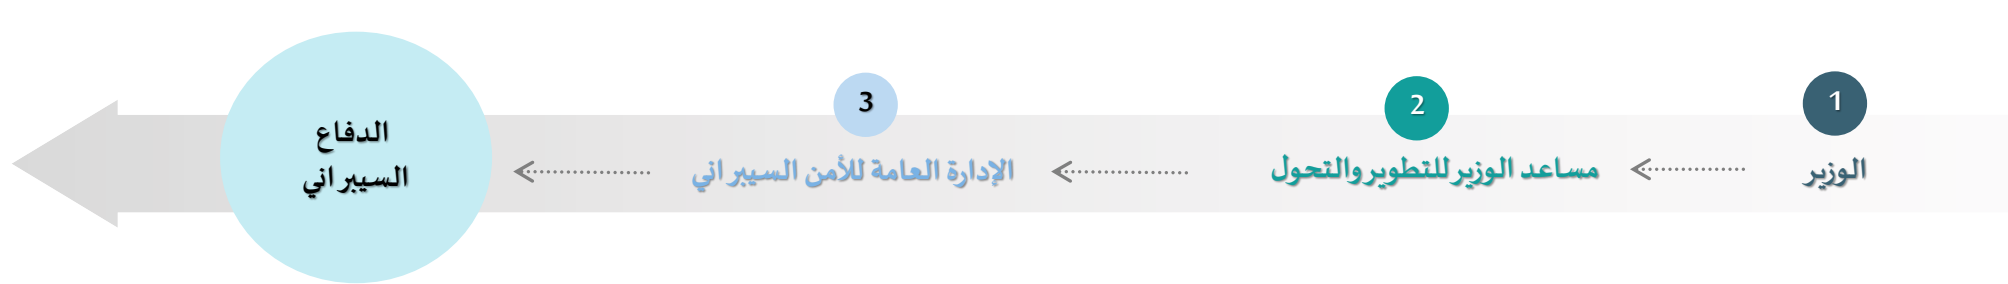 1
الوزير
2
مساعد الوزير للتطوير والتحول
3
الإدارة العامة للأمن السيبراني
الدفاع
السيبراني